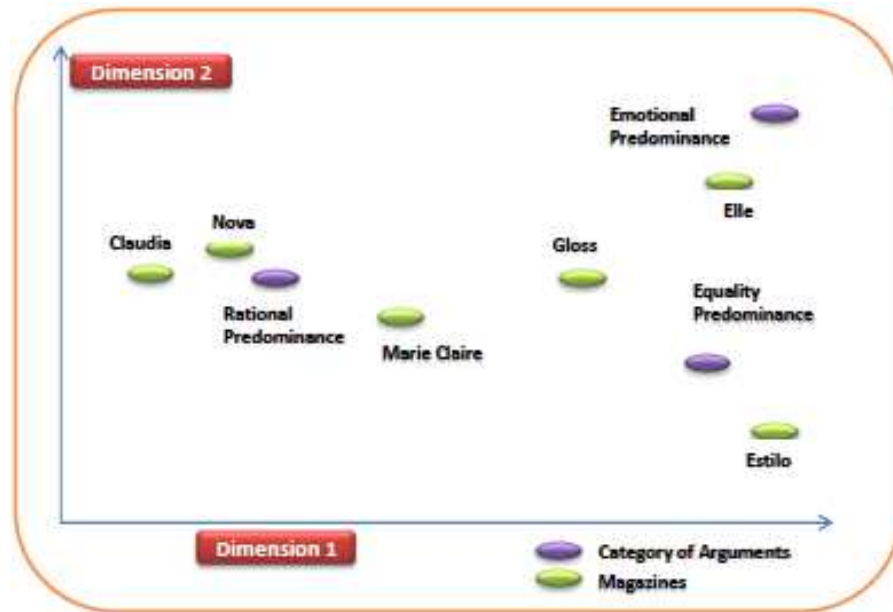 Dimension 2
Emotional
Predominance
Elle
Nova
Claudia
Gloss
Rational
Predominance
Equality
Predominance
Marie Claire
Estilo
Dimension 1
Category of Arguments
Magazines